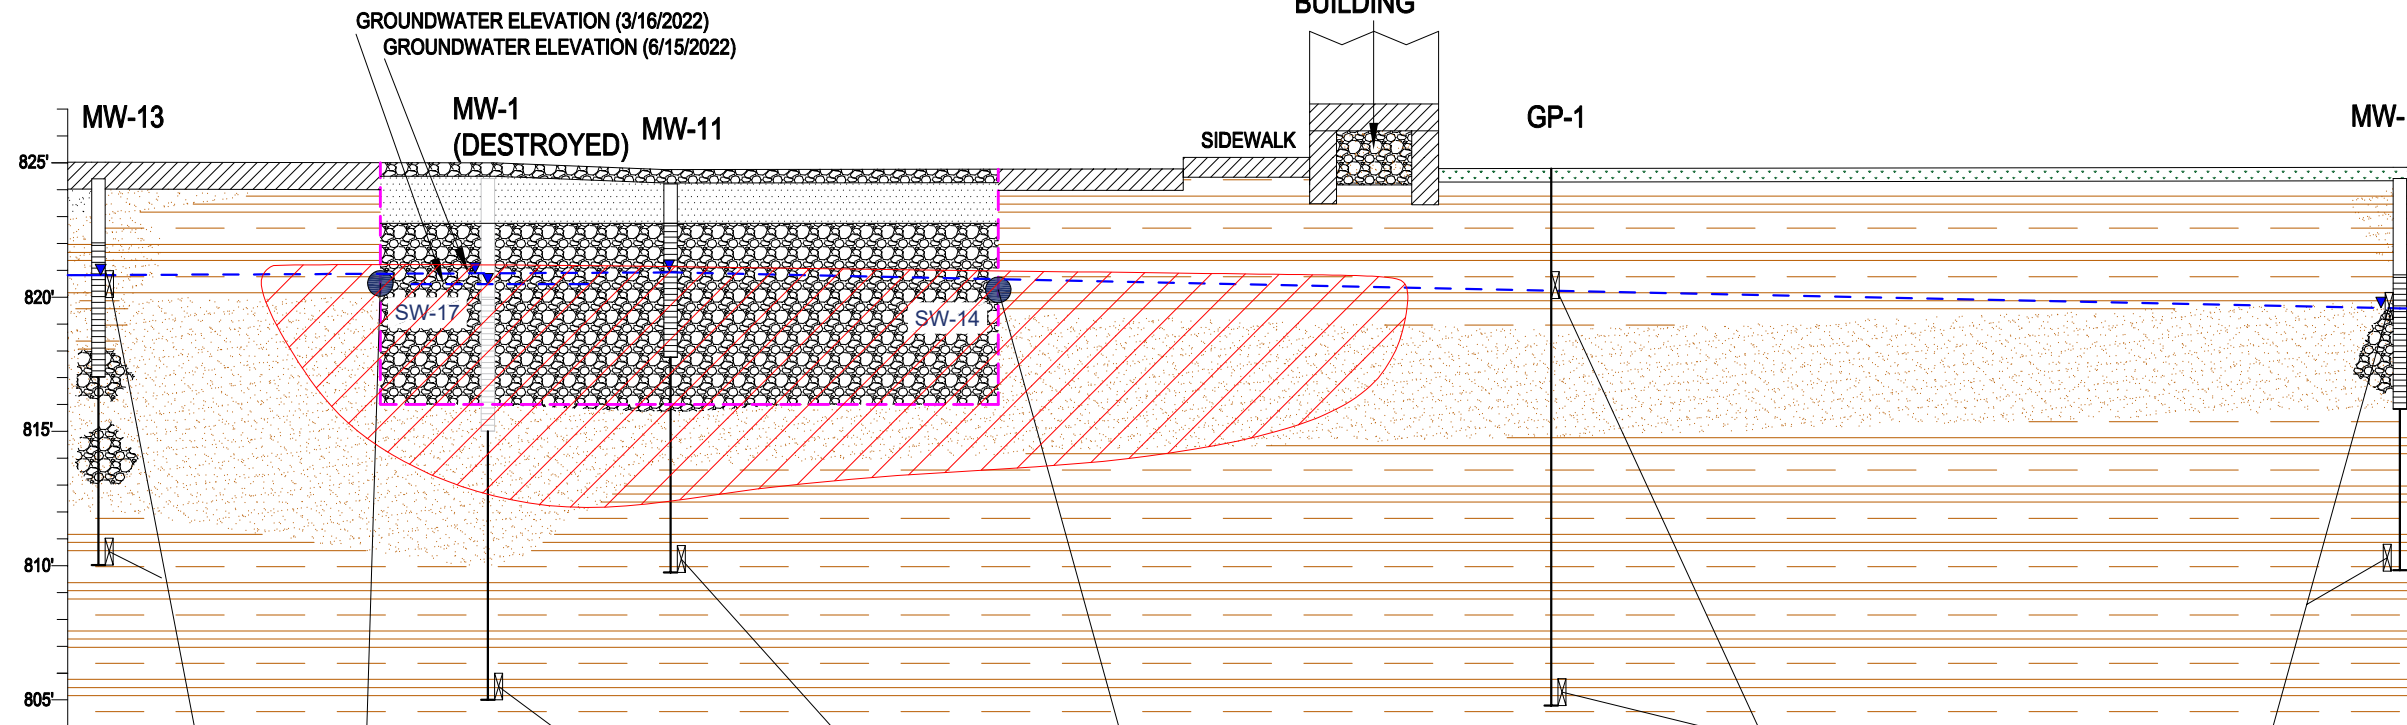 GROUNDWATER ELEVATION (3/16/2022)
GROUNDWATER ELEVATION (6/15/2022)
BUILDING
MW-13
MW-1
(DESTROYED)
MW-11
SIDEWALK
GP-1
MW-
825'
820'
SW-17
SW-14
815'
810'
805'